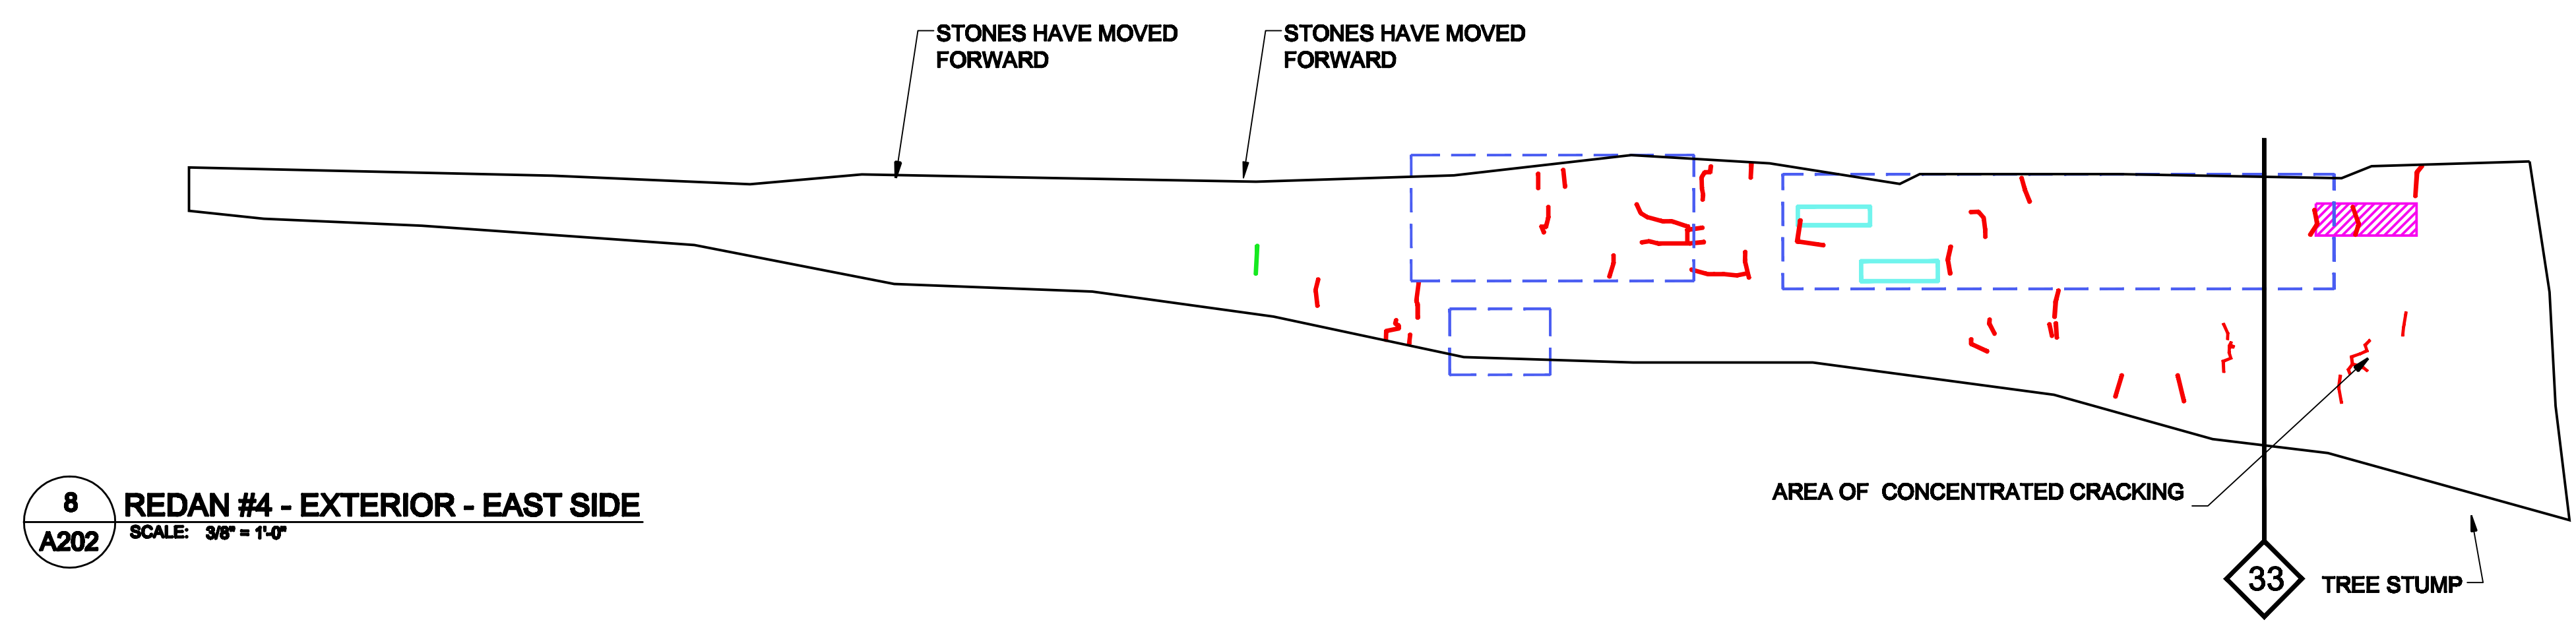 STONES HAVE MOVED
FORWARD
STONES HAVE MOVED
FORWARD
AREA OF CONCENTRATED CRACKING
8
A202
REDAN #4 - EXTERIOR - EAST SIDE
SCALE: 3/8" = 1'-0"
33
TREE STUMP